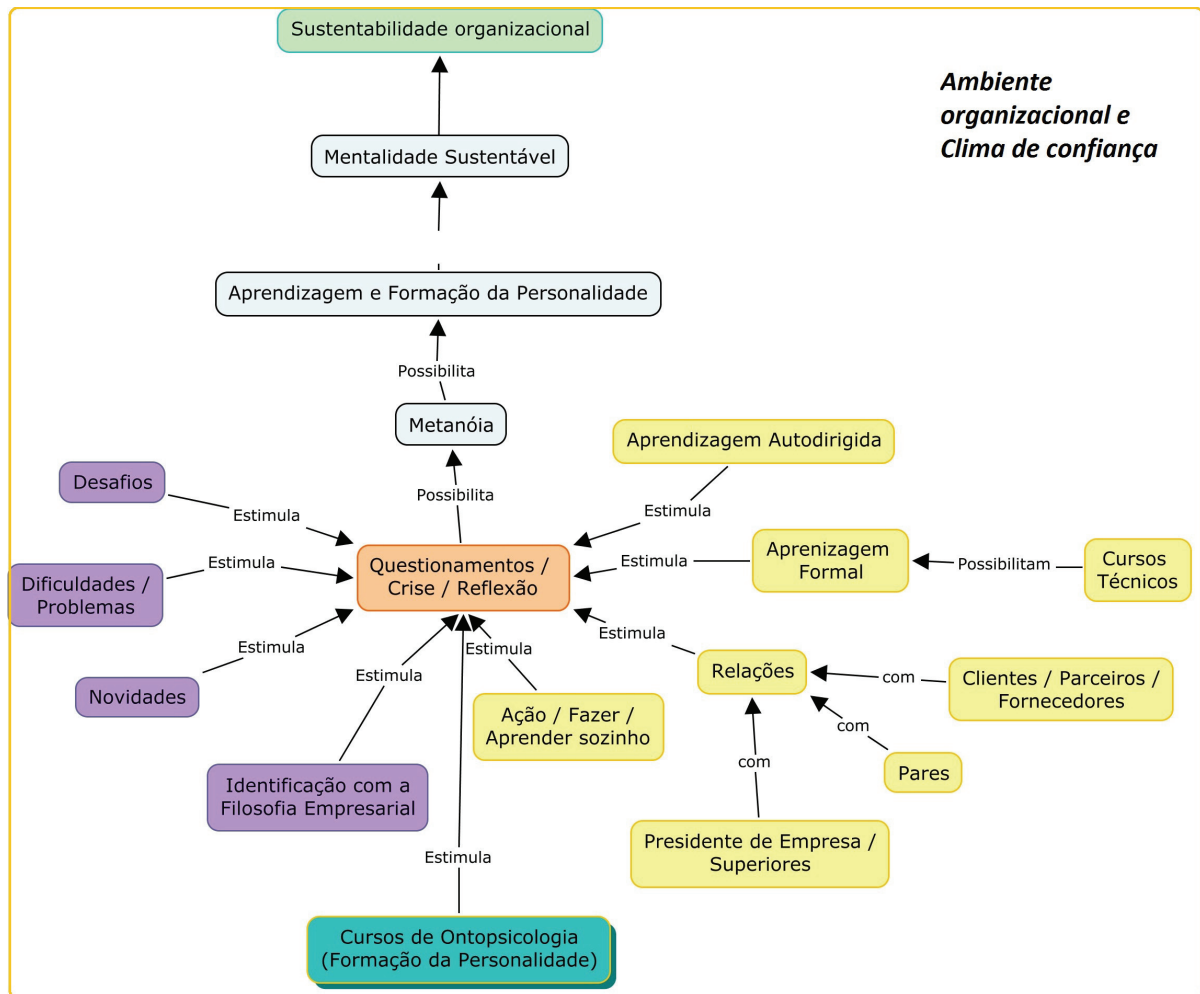 Sustentabilidade organizacional
Ambiente
organizacional e
Clima de confiança
Mentalidade Sustentável
Aprendizagem e Formação da Personalidade
Possibilita
Metanóia
Aprendizagem Autodirigida
Desafios
Possibilita
Estimula
Estimula
Questionamentos /
Crise / Reflexão
Estimula
Aprenizagem
Formal
Possibilitam
Cursos
Técnicos
Dificuldades /
Problemas
Estimula
Estimula
Estimula
Estimula
Estimula
Novidades
Relações
com
Clientes / Parceiros /
Fornecedores
Ação / Fazer /
Aprender sozinho
com
Pares
com
Identificação com a
Filosofia Empresarial
Presidente de Empresa /
Superiores
Estimula
Cursos de Ontopsicologia
(Formação da Personalidade)